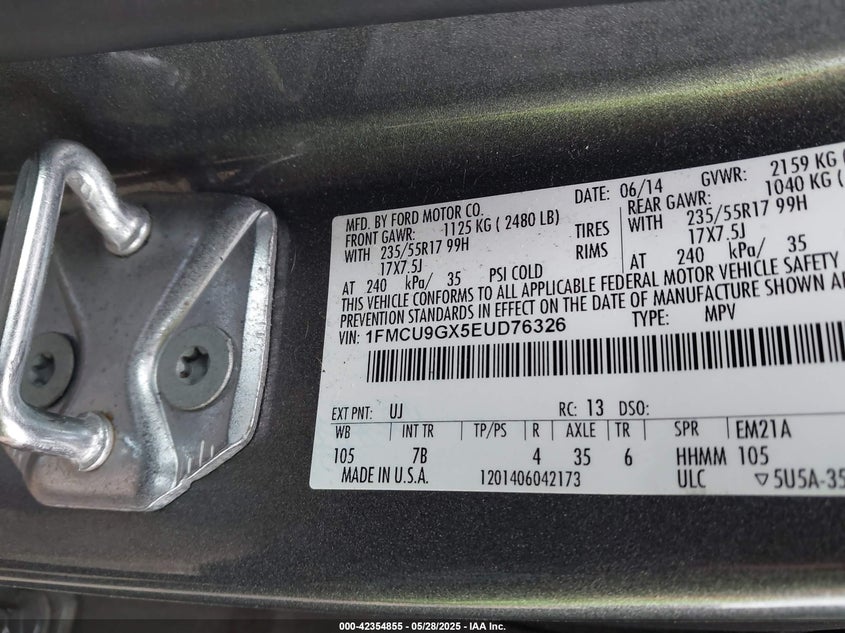 MFD. BY FORD MOTOR CO. DATE: 06/14 GVWR: 2159 KG (
FRONT GAWR: 1125 KG ( 2480 LB) REAR GAWR: 1040 KG (
WITH 235/55R17 99H TIRES WITH 235/55R17 99H
17X7.5J RIMS 17X7.5J
AT 240 kPa/ 35 PSI COLD AT 240 kPa/ 35
THIS VEHICLE CONFORMS TO ALL APPLICABLE FEDERAL MOTOR VEHICLE SAFETY
PREVENTION STANDARDS IN EFFECT ON THE DATE OF MANUFACTURE SHOWN
VIN: 1FMCU9GX5EUD76326 TYPE: MPV
EXT PNT: UJ RC: 13 DSO:
WB INT TR TP/PS R AXLE TR SPR EM21A
105 7B 4 35 6 HHMM 105
MADE IN U.S.A. 1201406042173 ULC ▽5U5A-35
000-42354855 - 05/28/2025 - IAA Inc.